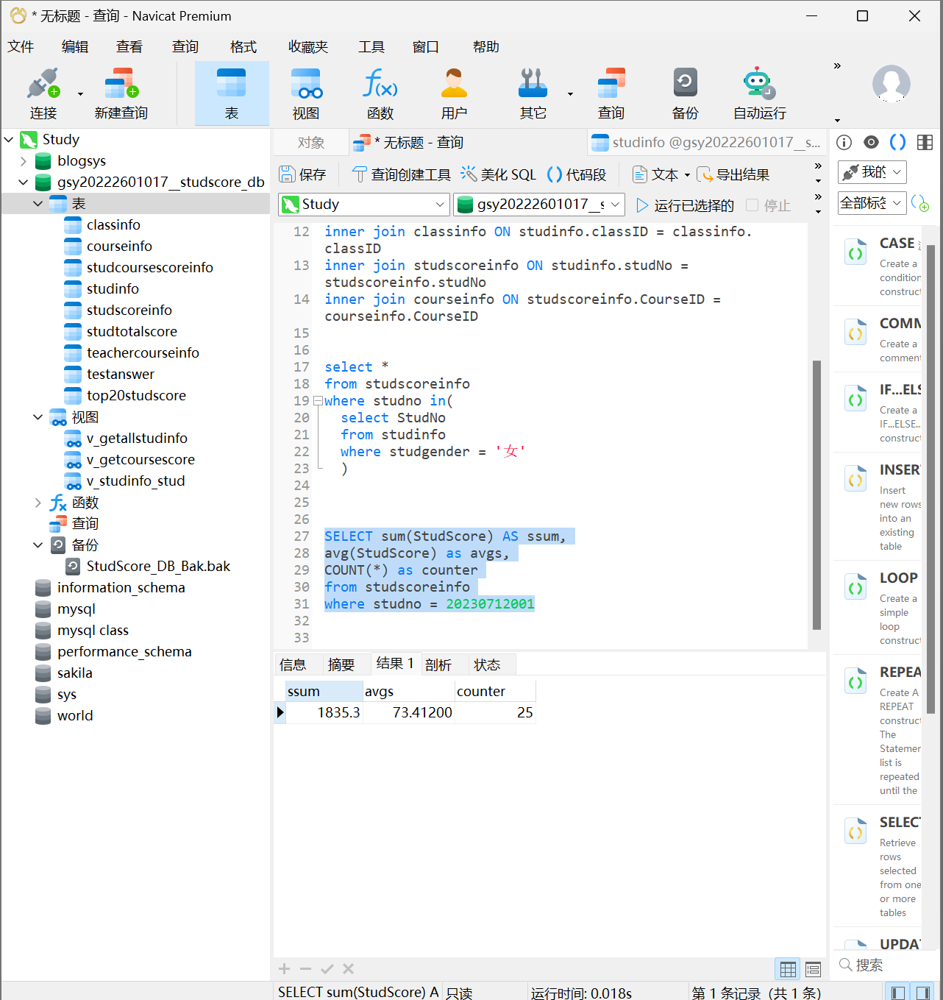 * 无标题 - 查询 - Navicat Premium
文件 编辑 查看 查询 格式 收藏夹 工具 窗口 帮助
连接 新建查询 表 视图 函数 用户 其它 查询 备份 自动运行
Study
blogsys
gsy20222601017__studscore_db
表
classinfo
courseinfo
studcoursescoreinfo
studinfo
studscoreinfo
studtotalscore
teachercourseinfo
testanswer
top20studscore
视图
v_getallstudinfo
v_getcoursescore
v_studinfo_stud
函数
查询
备份
StudScore_DB_Bak.bak
information_schema
mysql
mysql class
performance_schema
sakila
sys
world
对象 * 无标题 - 查询 studinfo @gsy20222601017__s...
保存 查询创建工具 美化 SQL 代码段 文本 导出结果
Study gsy20222601017__s 运行已选择的 停止
12 inner join classinfo ON studinfo.classID = classinfo.
classID
13 inner join studscoreinfo ON studinfo.studNo =
studscoreinfo.studNo
14 inner join courseinfo ON studscoreinfo.CourseID =
courseinfo.CourseID
15
16
17 select *
18 from studscoreinfo
19 where studno in(
20 select StudNo
21 from studinfo
22 where studgender = '女'
23 )
24
25
26
27 SELECT sum(StudScore) AS ssum,
28 avg(StudScore) as avgs,
29 COUNT(*) as counter
30 from studscoreinfo
31 where studno = 20230712001
32
33
信息 摘要 结果 1 剖析 状态
ssum avgs counter
1835.3 73.41200 25
SELECT sum(StudScore) A 只读 运行时间: 0.018s 第 1 条记录 (共 1 条)
我的
全部标签
CASE
Create a
condition
construct
COMM
Create a
comment
IF...ELS
Create a
IF...ELSE...
construct
INSERT
Insert
new rows
into an
existing
table
LOOP
Create a
simple
loop
construct
REPEA
Create A
REPEAT
construct
The
Statemer
list is
repeated
until the
SELECT
Retrieve
rows
selected
from one
or more
tables
UPDA
搜索